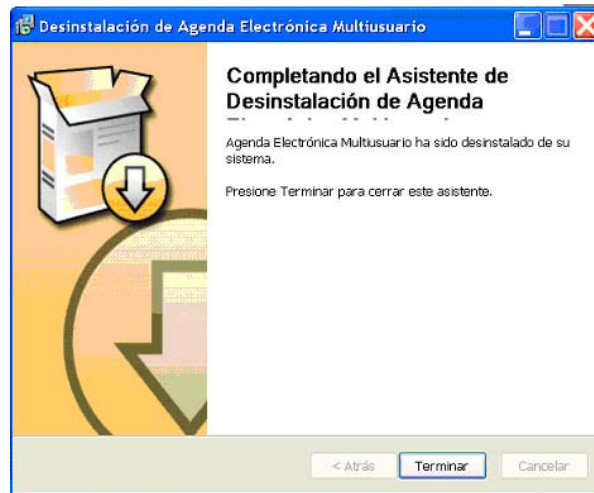 Desinstalación de Agenda Electrónica Multiusuario
Completando el Asistente de
Desinstalación de Agenda
Agenda Electrónica Multiusuario ha sido desinstalado de su
sistema.
Presione Terminar para cerrar este asistente.
< Atrás Terminar Cancelar